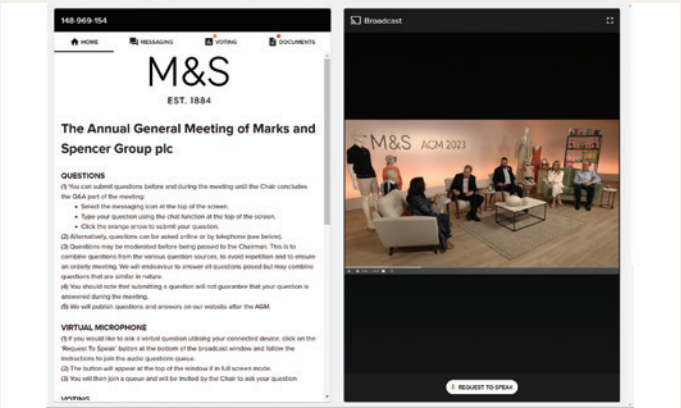 148-969-154
HOME
MESSAGING
VOTING
DOCUMENTS
M&S
EST. 1884
The Annual General Meeting of Marks and
Spencer Group plc
QUESTIONS
(1) You can submit questions before and during the meeting until the Chair concludes
the Q&A part of the meeting:
• Select the messaging icon at the top of the screen.
• Type your question using the chat function at the top of the screen.
• Click the orange arrow to submit your question.
(2) Alternatively, questions can be asked online or by telephone (see below).
(3) Questions may be moderated before being passed to the Chairman. This is to
combine questions from the various question sources, to avoid repetition and to ensure
an orderly meeting. We will endeavour to answer all questions posed but may combine
questions that are similar in nature.
(4) You should note that submitting a question will not guarantee that your question is
answered during the meeting.
(5) We will publish questions and answers on our website after the AGM.
VIRTUAL MICROPHONE
(1) If you would like to ask a verbal question utilising your connected device, click on the
'Request To Speak' button at the bottom of the broadcast window and follow the
instructions to join the audio questions queue.
(2) The button will appear at the top of the window if in full screen mode.
(3) You will then join a queue and will be invited by the Chair to ask your question
VOTING
Broadcast
M&S AGM 2023
REQUEST TO SPEAK